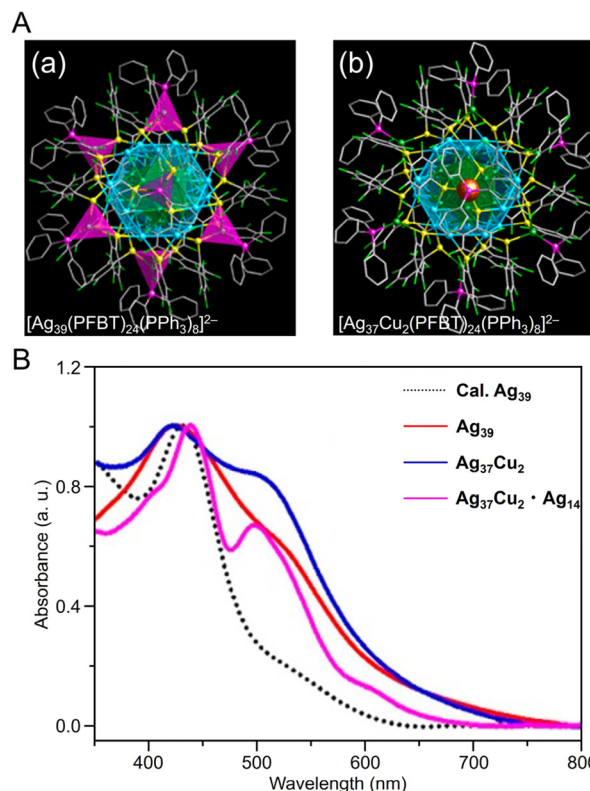 A
(a)
(b)
[Ag₃₉(PFBT)₂₄(PPh₃)₈]²⁻
[Ag₃₇Cu₂(PFBT)₂₄(PPh₃)₈]²⁻
B
1.2
Cal. Ag₃₉
Ag₃₉
Ag₃₇Cu₂
Ag₃₇Cu₂ • Ag₁₄
0.8
0.4
0.0
Absorbance (a. u.)
400 500 600 700 800
Wavelength (nm)